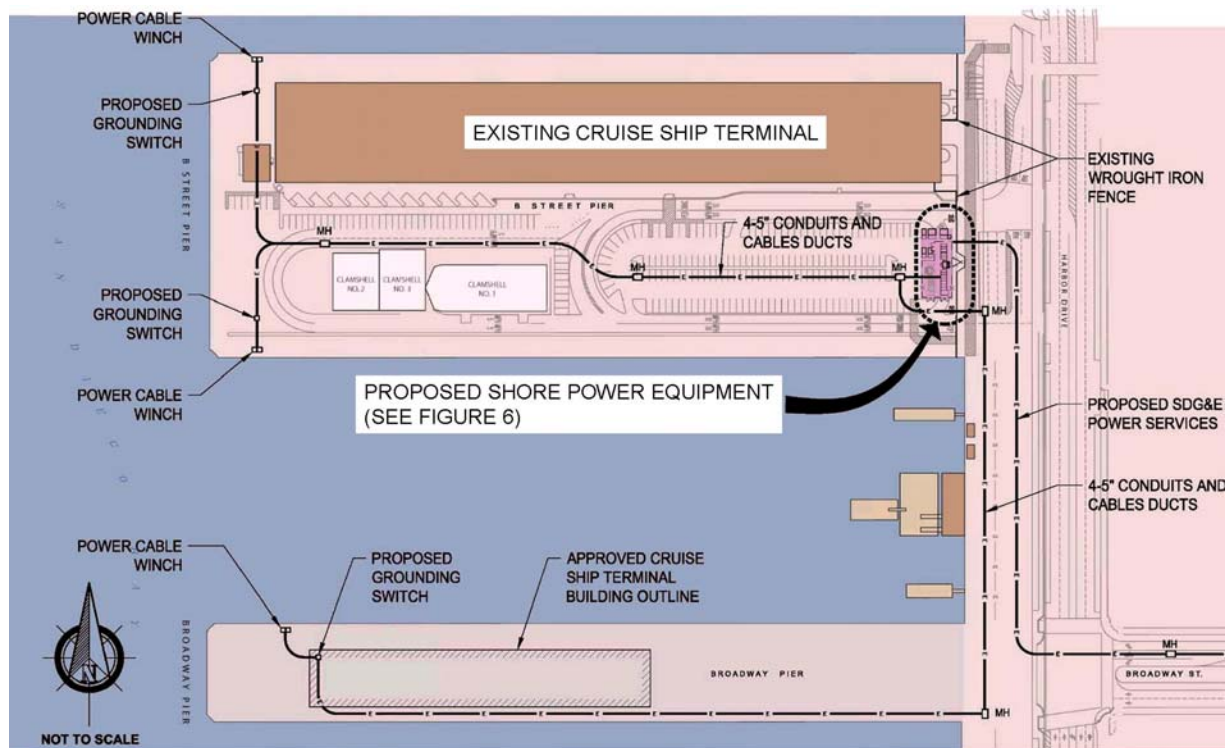 POWER CABLE
WINCH
PROPOSED
GROUNDING
SWITCH
B STREET PIER
EXISTING CRUISE SHIP TERMINAL
EXISTING
WROUGHT IRON
FENCE
B STREET PIER
4-5" CONDUITS AND
CABLES DUCTS
MH
MH
MH
MH
CLAMSHELL
NO. 2
CLAMSHELL
NO. 3
CLAMSHELL
NO. 1
HARBOR DRIVE
PROPOSED
GROUNDING
SWITCH
POWER CABLE
WINCH
PROPOSED SHORE POWER EQUIPMENT
(SEE FIGURE 6)
PROPOSED SDG&E
POWER SERVICES
4-5" CONDUITS AND
CABLES DUCTS
SAN DIEGO BAY
POWER CABLE
WINCH
PROPOSED
GROUNDING
SWITCH
APPROVED CRUISE
SHIP TERMINAL
BUILDING OUTLINE
BROADWAY PIER
BROADWAY PIER
MH
BROADWAY ST.
MH
N
NOT TO SCALE